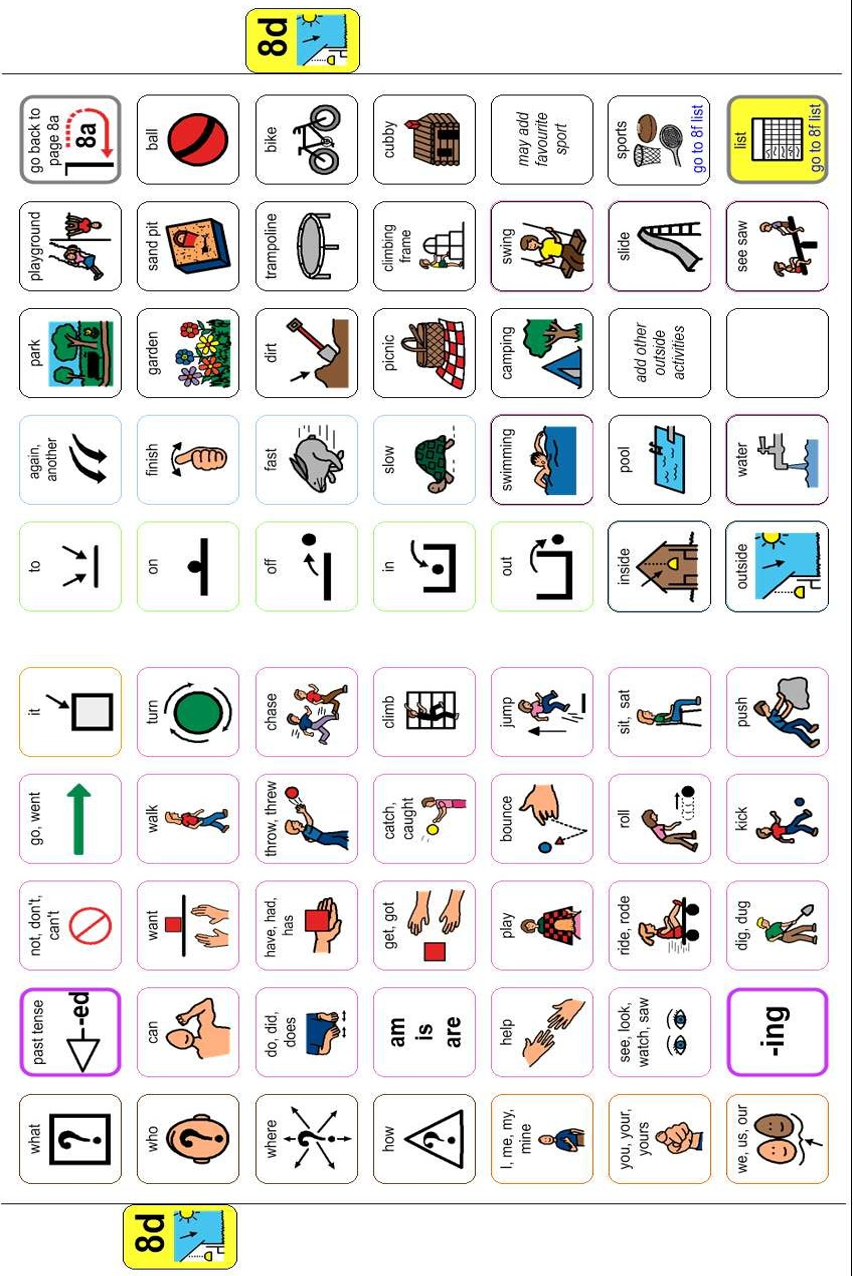 8d
what
?
past tense
-ed
not, don't,
can't
go, went
it
to
again,
another
park
playground
go back to
page 8a
8a
who
?
can
want
walk
turn
on
finish
garden
sand pit
ball
where
?
do, did,
does
have, had,
has
throw, threw
chase
off
fast
dirt
trampoline
bike
how
?
am
is
are
get, got
catch,
caught
climb
in
slow
picnic
climbing
frame
cubby
I, me, my,
mine
help
play
bounce
jump
out
swimming
camping
swing
may add
favourite
sport
you, your,
yours
see, look,
watch, saw
ride, rode
roll
sit, sat
inside
pool
add other
outside
activities
slide
sports
go to 8f list
we, us, our
-ing
dig, dug
kick
push
outside
water
see saw
list
go to 8f list
8d